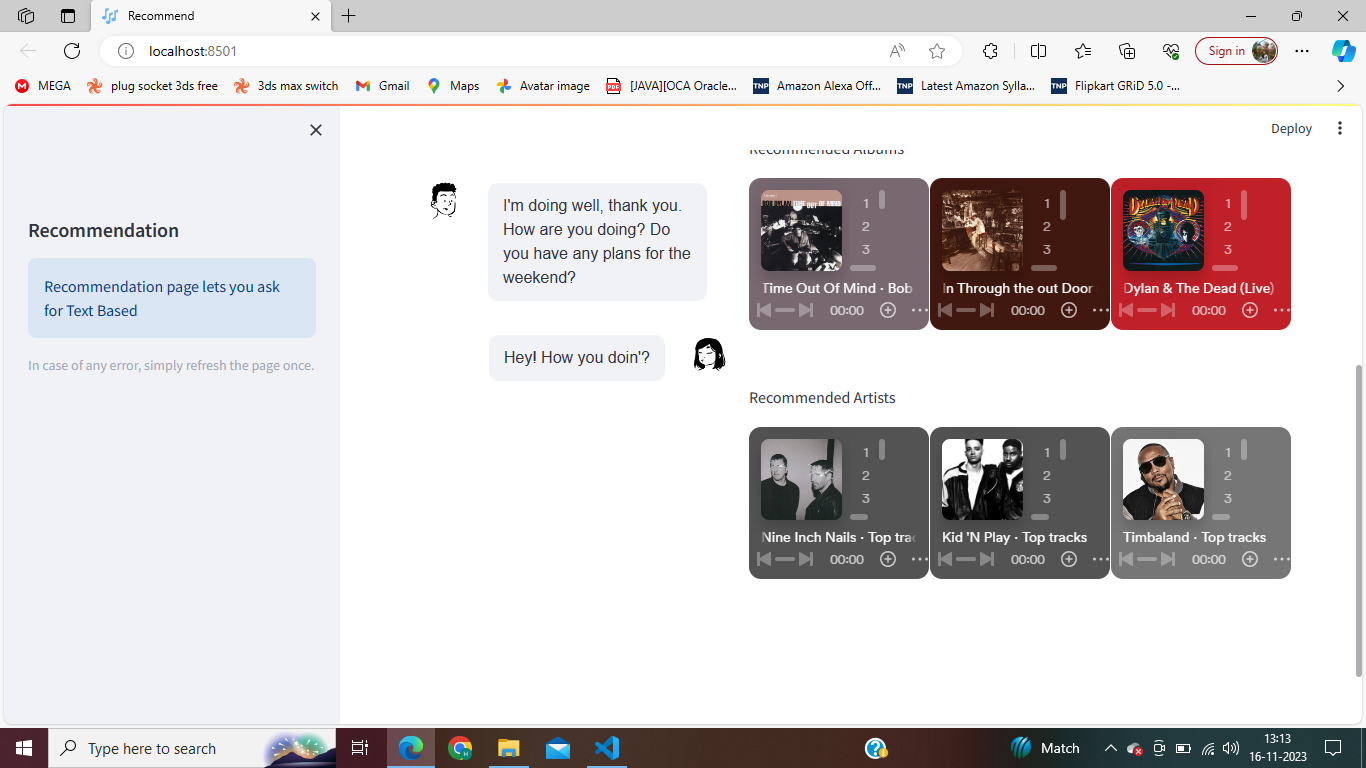 Recommend
localhost:8501
Sign in
MEGA
plug socket 3ds free
3ds max switch
Gmail
Maps
Avatar image
[JAVA][OCA Oracle...
Amazon Alexa Off...
Latest Amazon Sylla...
Flipkart GRiD 5.0 -...
Deploy
Recommendation
Recommendation page lets you ask
for Text Based
In case of any error, simply refresh the page once.
I'm doing well, thank you.
How are you doing? Do
you have any plans for the
weekend?
Hey! How you doin'?
Recommended Albums
1
2
3
Time Out Of Mind · Bob
00:00
1
2
3
In Through the out Door
00:00
1
2
3
Dylan & The Dead (Live)
00:00
Recommended Artists
1
2
3
Nine Inch Nails · Top trac
00:00
1
2
3
Kid 'N Play · Top tracks
00:00
1
2
3
Timbaland · Top tracks
00:00
Type here to search
Match
13:13
16-11-2023